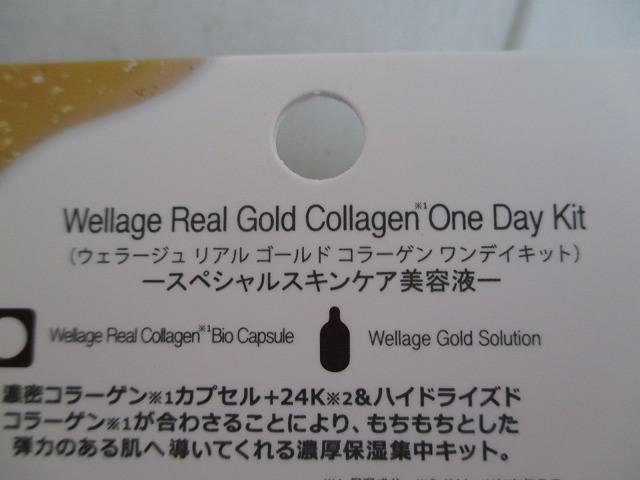 Wellage Real Gold Collagen※1 One Day Kit
（ウェラージュ リアル ゴールド コラーゲン ワンデイキット）
―スペシャルスキンケア美容液―
Wellage Real Collagen※1 Bio Capsule
Wellage Gold Solution
濃密コラーゲン※1カプセル+24K※2&ハイドライズド
コラーゲン※1が合わさることにより、もちもちとした
弾力のある肌へ導いてくれる濃厚保湿集中キット。